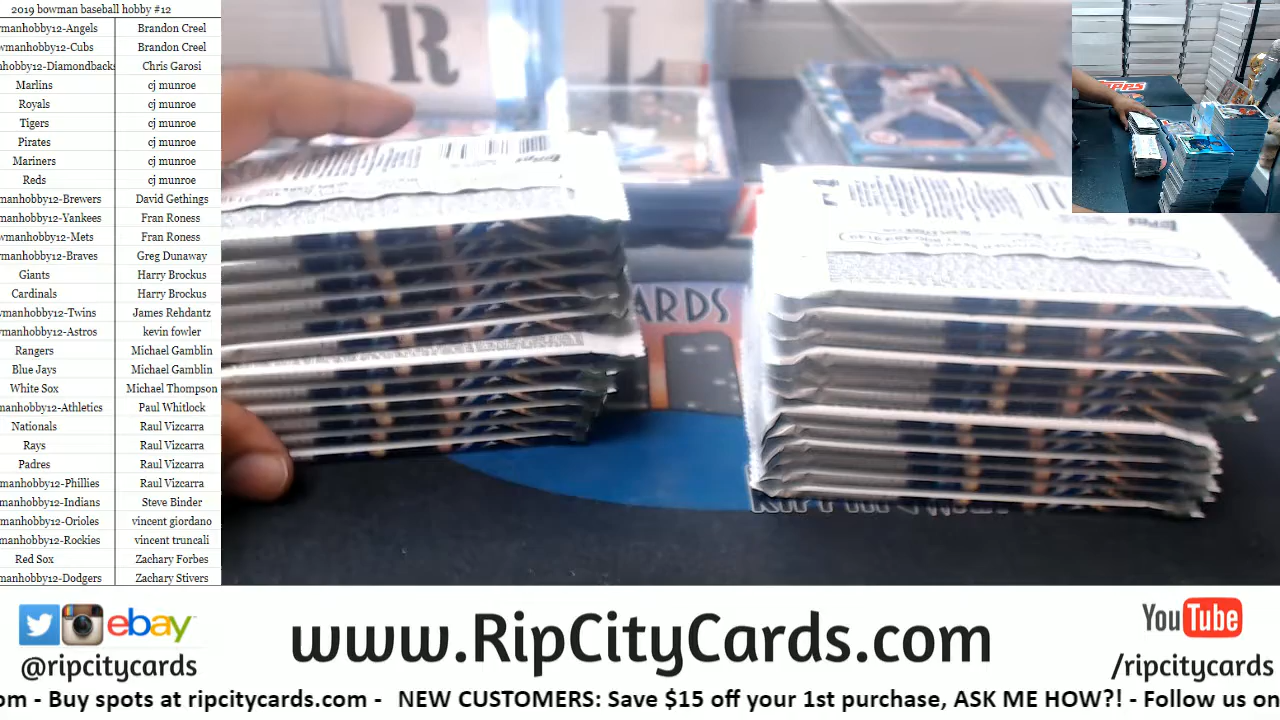 2019 bowman baseball hobby #12
manhobby12-Angels Brandon Creel
wmanhobby12-Cubs Brandon Creel
hobby12-Diamondbacks Chris Garosi
Marlins cj munroe
Royals cj munroe
Tigers cj munroe
Pirates cj munroe
Mariners cj munroe
Reds cj munroe
manhobby12-Brewers David Gethings
manhobby12-Yankees Fran Roness
wmanhobby12-Mets Fran Roness
manhobby12-Braves Greg Dunaway
Giants Harry Brockus
Cardinals Harry Brockus
manhobby12-Twins James Rehdantz
manhobby12-Astros kevin fowler
Rangers Michael Gamblin
Blue Jays Michael Gamblin
White Sox Michael Thompson
manhobby12-Athletics Paul Whitlock
Nationals Raul Vizcarra
Rays Raul Vizcarra
Padres Raul Vizcarra
manhobby12-Phillies Raul Vizcarra
manhobby12-Indians Steve Binder
manhobby12-Orioles vincent giordano
manhobby12-Rockies vincent truncali
Red Sox Zachary Forbes
manhobby12-Dodgers Zachary Stivers
R L
CARDS
TOPPS
ebay
@ripcitycards
www.RipCityCards.com
YouTube
/ripcitycards
om - Buy spots at ripcitycards.com - NEW CUSTOMERS: Save $15 off your 1st purchase, ASK ME HOW?! - Follow us on